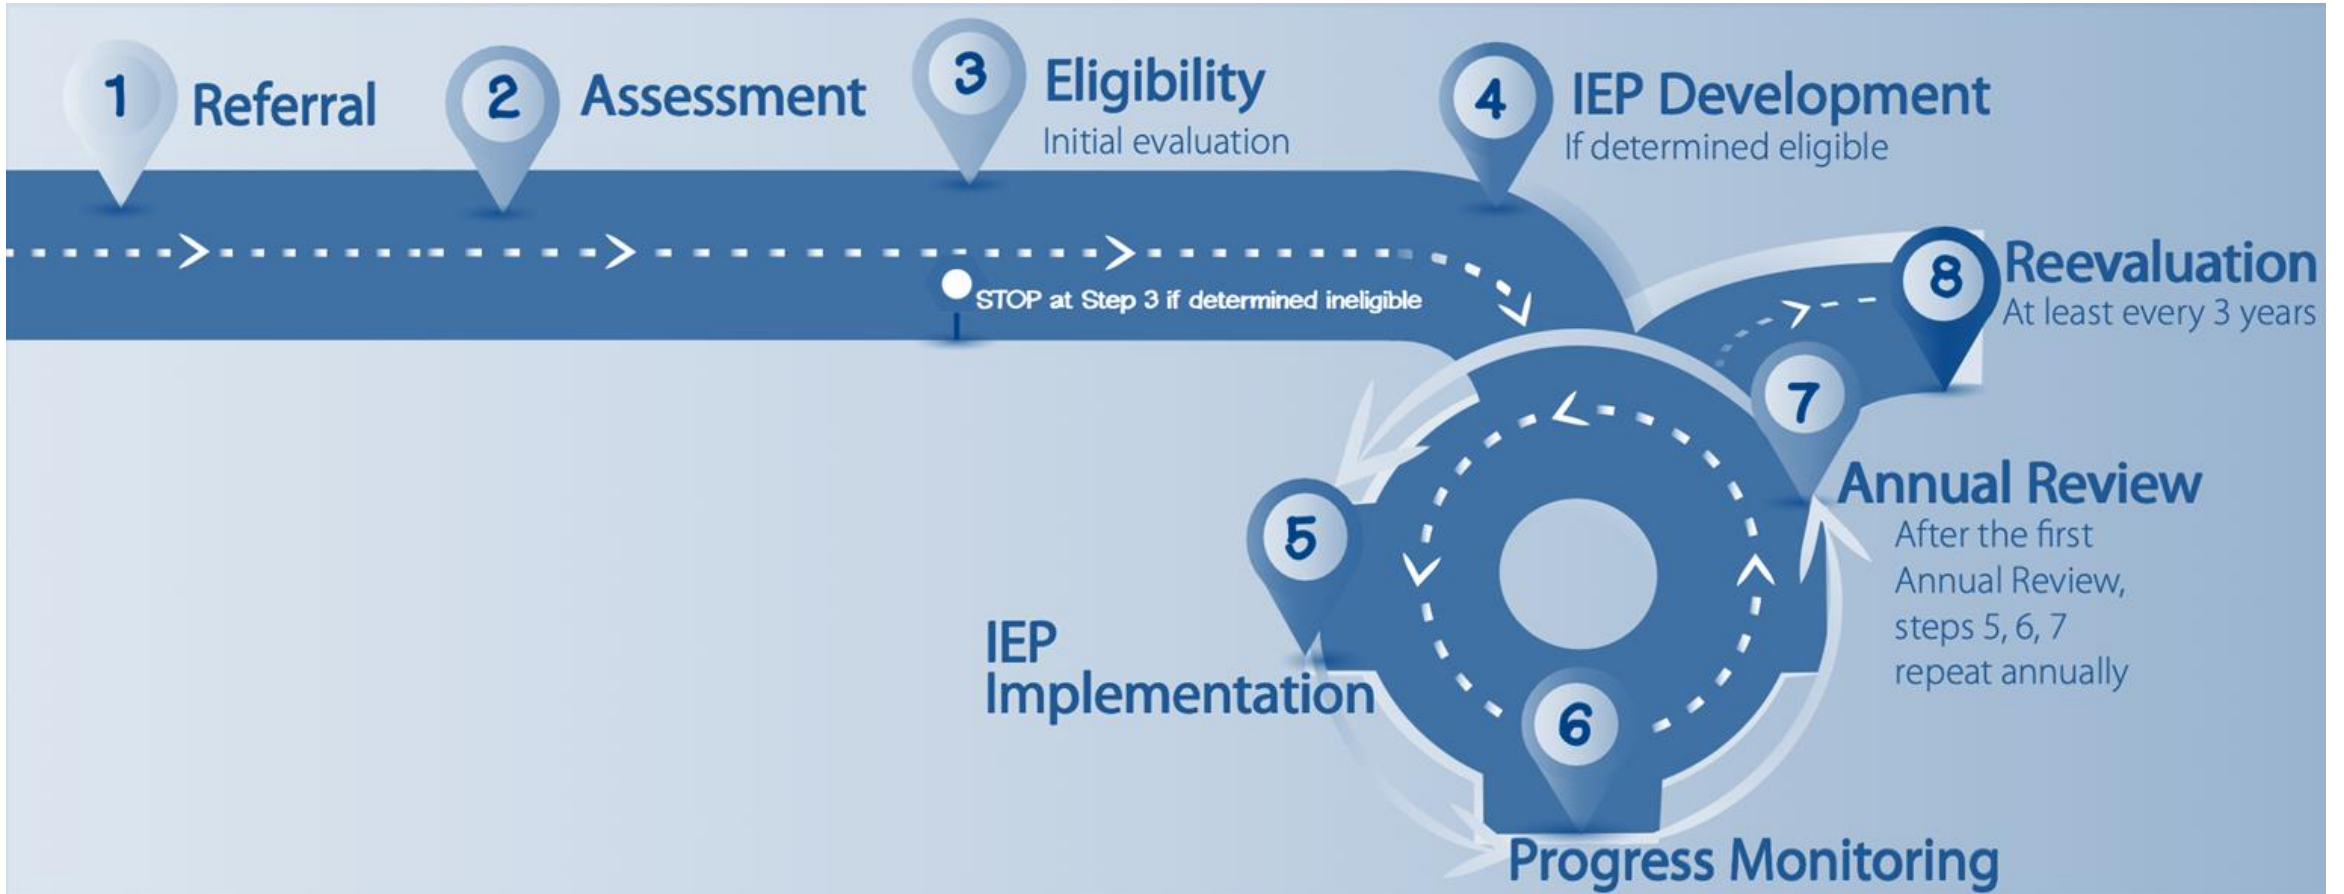 1
Referral
2
Assessment
3
Eligibility
Initial evaluation
4
IEP Development
If determined eligible
STOP at Step 3 if determined ineligible
5
IEP
Implementation
6
Progress Monitoring
7
Annual Review
After the first
Annual Review,
steps 5, 6, 7
repeat annually
8
Reevaluation
At least every 3 years